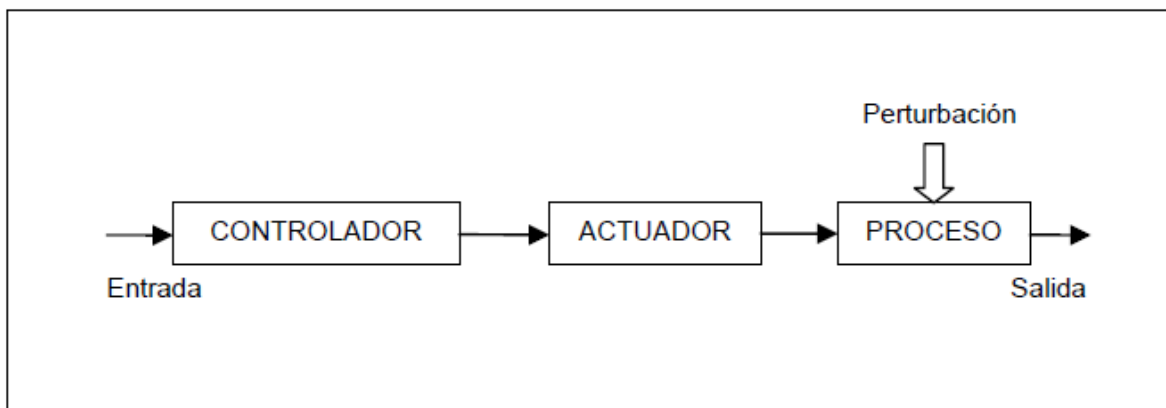 Perturbación
CONTROLADOR
ACTUADOR
PROCESO
Entrada
Salida